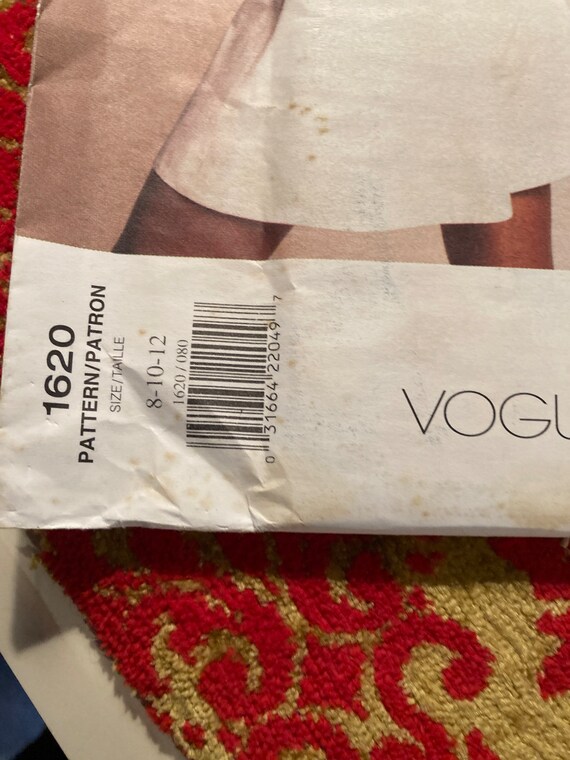 1620
PATTERN/PATRON
SIZE/TAILLE
8-10-12
1620/080
0 31664 22049 7
VOGU